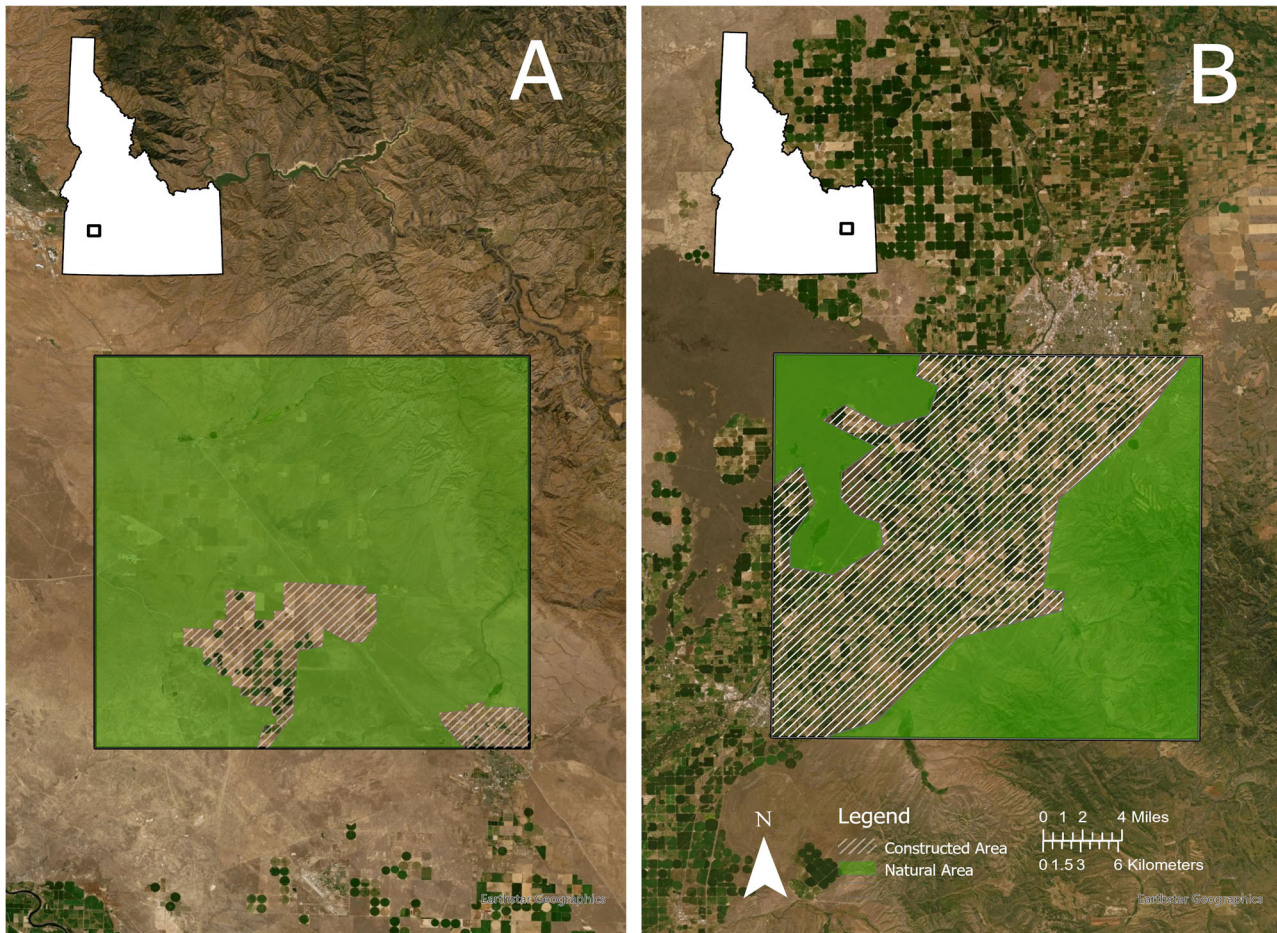 A
B
N
Legend
Constructed Area
Natural Area
0 1 2 4 Miles
0 1.5 3 6 Kilometers
Earthstar Geographics
Earthstar Geographics